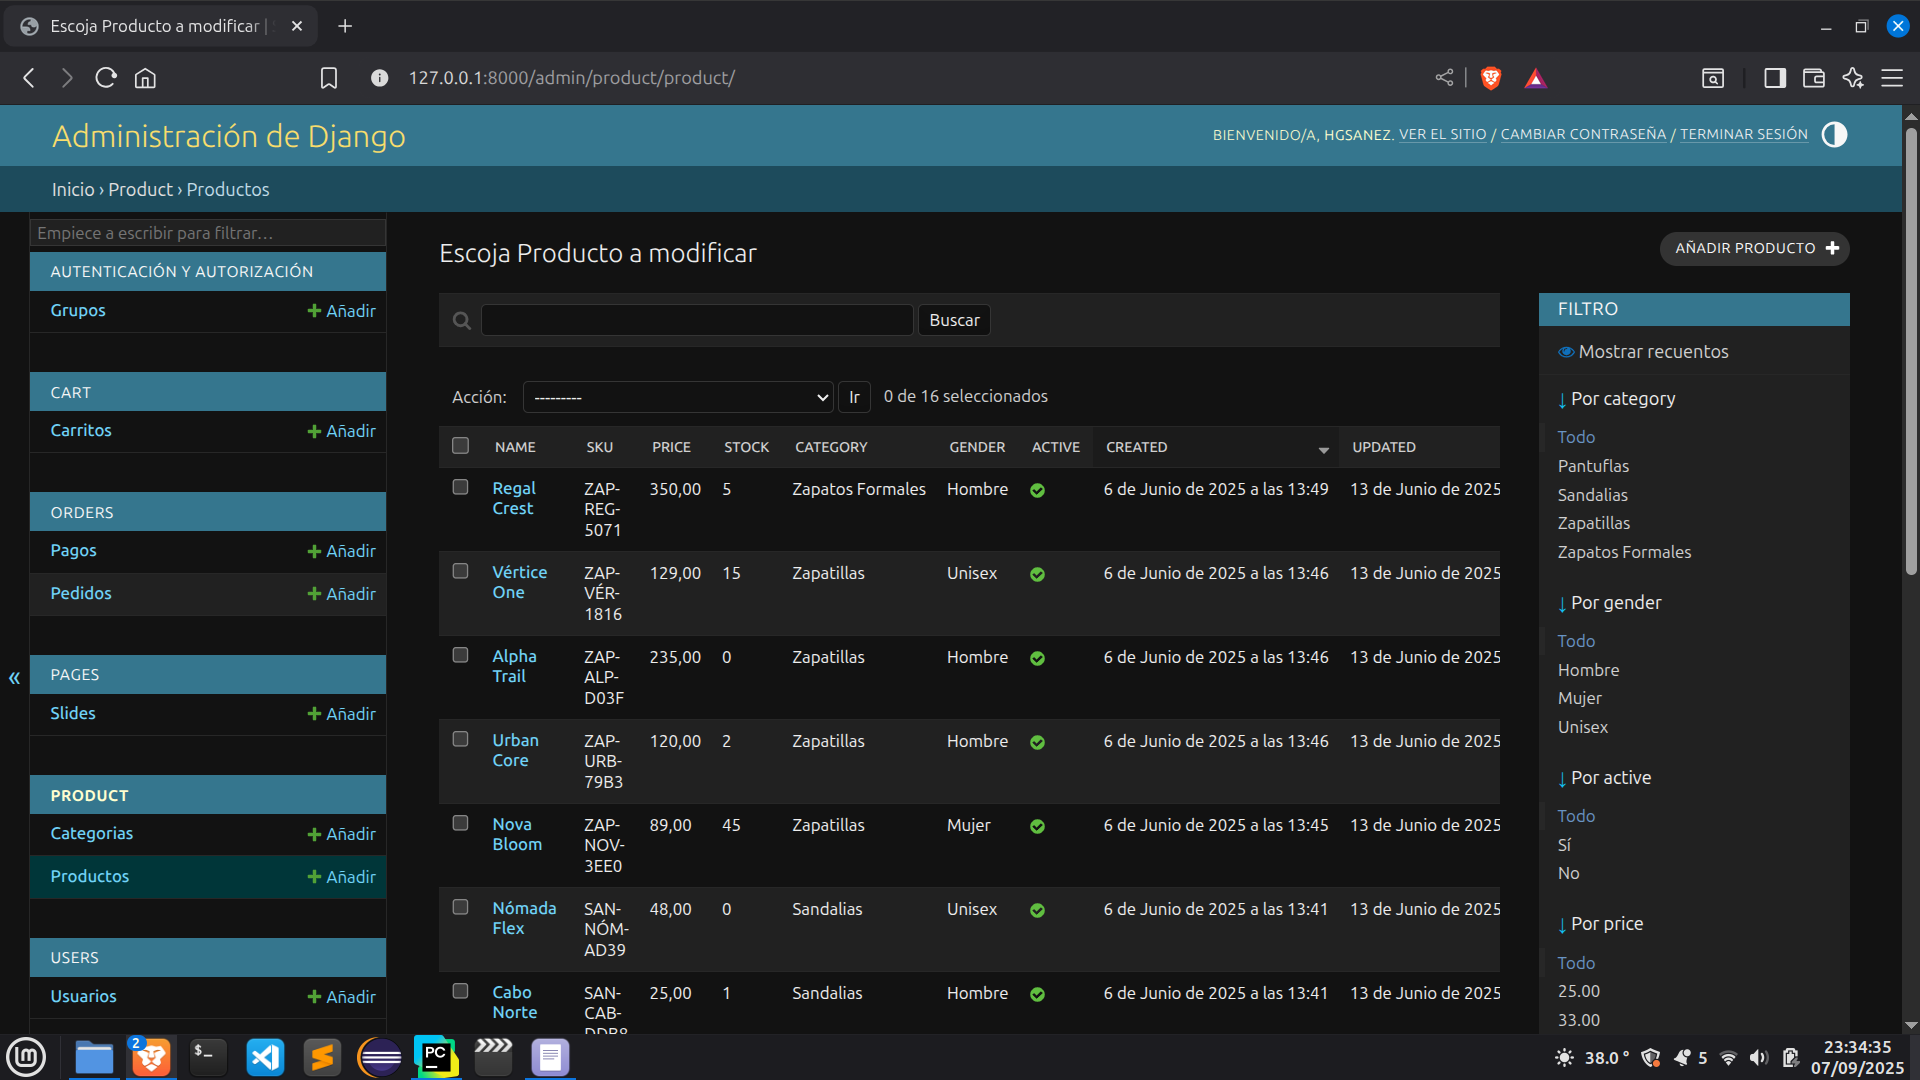 Escoja Producto a modificar |
127.0.0.1:8000/admin/product/product/
Administración de Django
BIENVENIDO/A, HGSANEZ. VER EL SITIO / CAMBIAR CONTRASEÑA / TERMINAR SESIÓN
Inicio › Product › Productos
Empiece a escribir para filtrar…
AUTENTICACIÓN Y AUTORIZACIÓN
Grupos Añadir
CART
Carritos Añadir
ORDERS
Pagos Añadir
Pedidos Añadir
PAGES
«
Slides Añadir
PRODUCT
Categorias Añadir
Productos Añadir
USERS
Usuarios Añadir
Escoja Producto a modificar
AÑADIR PRODUCTO
Buscar
Acción: --------- Ir 0 de 16 seleccionados
NAME SKU PRICE STOCK CATEGORY GENDER ACTIVE CREATED UPDATED
Regal ZAP- 350,00 5 Zapatos Formales Hombre 6 de Junio de 2025 a las 13:49 13 de Junio de 2025
Crest REG-
5071
Vértice ZAP- 129,00 15 Zapatillas Unisex 6 de Junio de 2025 a las 13:46 13 de Junio de 2025
One VÉR-
1816
Alpha ZAP- 235,00 0 Zapatillas Hombre 6 de Junio de 2025 a las 13:46 13 de Junio de 2025
Trail ALP-
D03F
Urban ZAP- 120,00 2 Zapatillas Hombre 6 de Junio de 2025 a las 13:46 13 de Junio de 2025
Core URB-
79B3
Nova ZAP- 89,00 45 Zapatillas Mujer 6 de Junio de 2025 a las 13:45 13 de Junio de 2025
Bloom NOV-
3EE0
Nómada SAN- 48,00 0 Sandalias Unisex 6 de Junio de 2025 a las 13:41 13 de Junio de 2025
Flex NÓM-
AD39
Cabo SAN- 25,00 1 Sandalias Hombre 6 de Junio de 2025 a las 13:41 13 de Junio de 2025
Norte CAB-
FILTRO
Mostrar recuentos
↓ Por category
Todo
Pantuflas
Sandalias
Zapatillas
Zapatos Formales
↓ Por gender
Todo
Hombre
Mujer
Unisex
↓ Por active
Todo
Sí
No
↓ Por price
Todo
25.00
33.00
2
$_
PC
38.0 °
5
23:34:35
07/09/2025